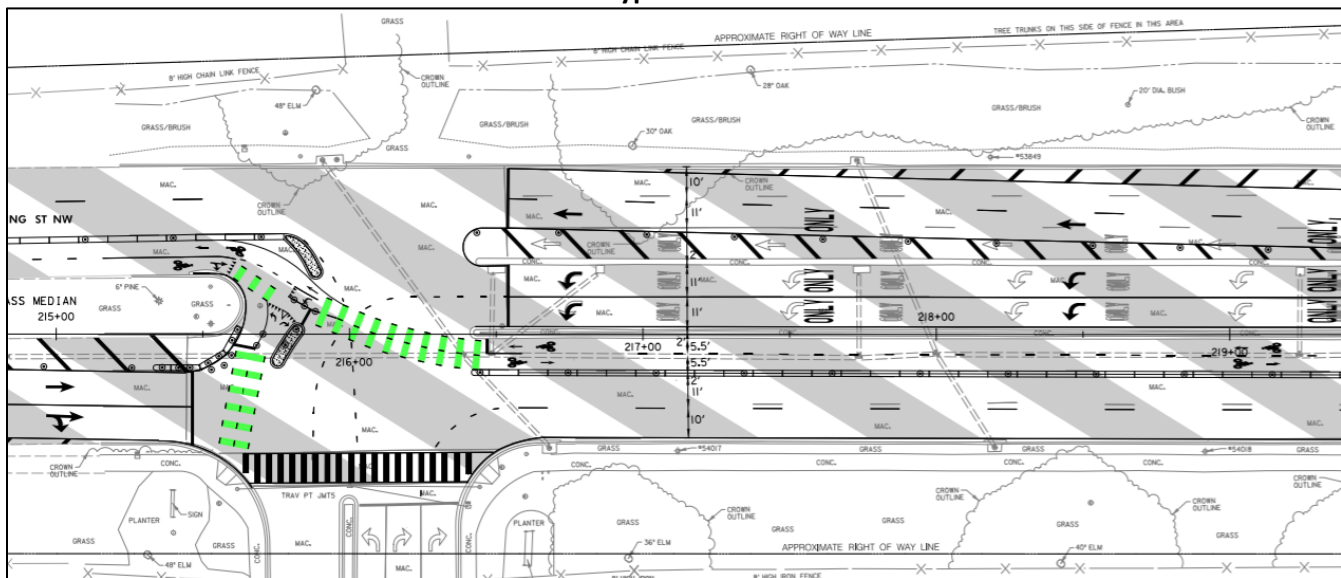 TREE TRUNKS ON THIS SIDE OF FENCE IN THIS AREA
APPROXIMATE RIGHT OF WAY LINE
8' HIGH CHAIN LINK FENCE
8' HIGH CHAIN LINK FENCE
CROWN OUTLINE
28" OAK
48" ELM
20' DIA. BUSH
CROWN OUTLINE
GRASS/BRUSH
GRASS/BRUSH
GRASS/BRUSH
GRASS/BRUSH
30" OAK
GRASS
53849
MAC.
MAC.
MAC.
MAC.
10'
CROWN OUTLINE
CROWN OUTLINE
11'
MAC.
MAC.
ONLY
ONLY
NG ST NW
MAC.
CROWN OUTLINE
2'
CONC.
MAC.
MAC.
MAC.
11'
11'
ONLY
ONLY
6" PINE
GRASS
GRASS
ASS MEDIAN
GRASS
215+00
MAC.
218+00
CONC.
CONC.
CONC.
216+00
217+00
2'
5.5'
5.5'
219+00
2'
MAC.
MAC.
MAC.
11'
10'
MAC.
MAC.
MAC.
GRASS
54017
GRASS
GRASS
54018
GRASS
CROWN OUTLINE
CONC.
CONC.
CONC.
CONC.
CONC.
TRAV PT JMTS
MAC.
CROWN OUTLINE
CROWN OUTLINE
CROWN OUTLINE
PLANTER
SIGN
GRASS
GRASS
CONC.
MAC.
CONC.
CONC.
PLANTER
GRASS
GRASS
GRASS
GRASS
48" ELM
MAC.
36" ELM
APPROXIMATE RIGHT OF WAY LINE
40" ELM
8' HIGH IRON FENCE